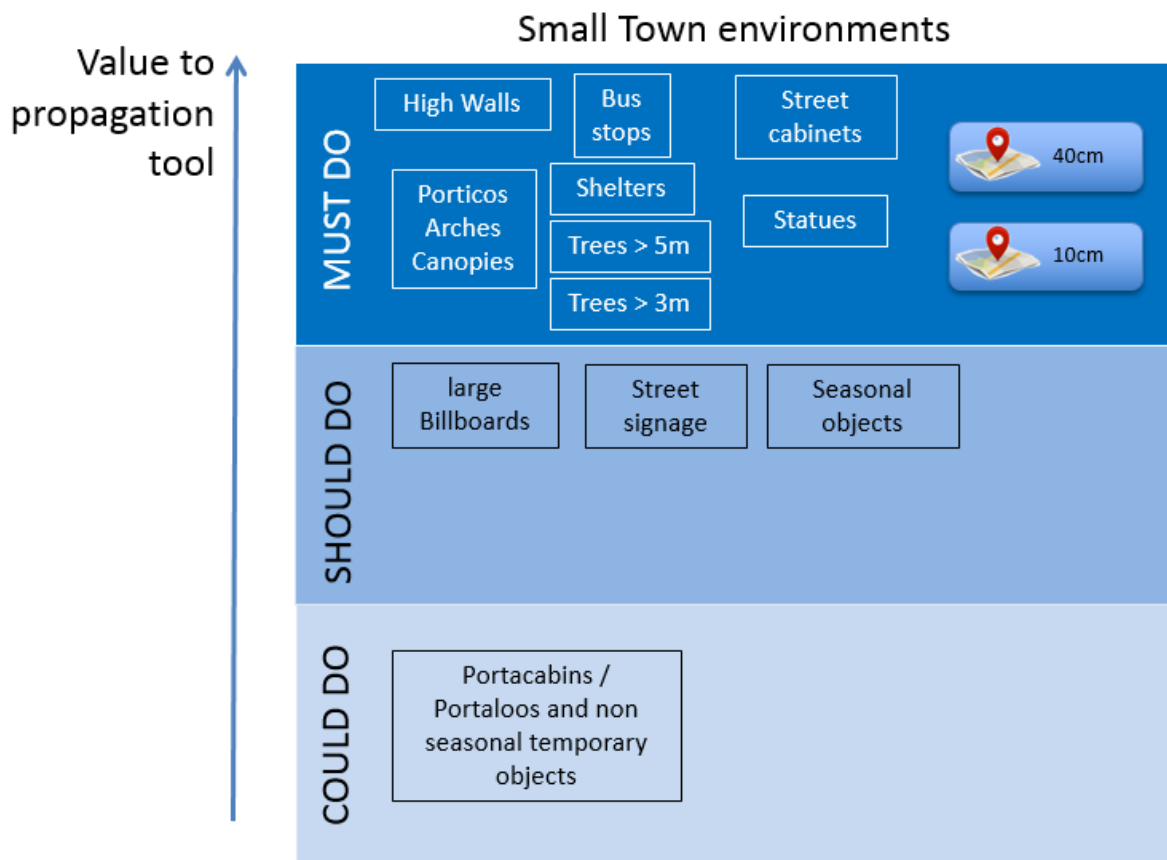 Small Town environments
Value to
propagation
tool
MUST DO
High Walls
Bus
stops
Street
cabinets
40cm
Porticos
Arches
Canopies
Shelters
Statues
Trees > 5m
10cm
Trees > 3m
SHOULD DO
large
Billboards
Street
signage
Seasonal
objects
COULD DO
Portacabins /
Portaloos and non
seasonal temporary
objects